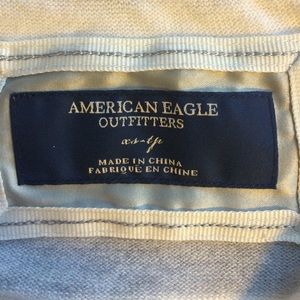 AMERICAN EAGLE
OUTFITTERS
xs-tp
MADE IN CHINA
FABRIQUE EN CHINE